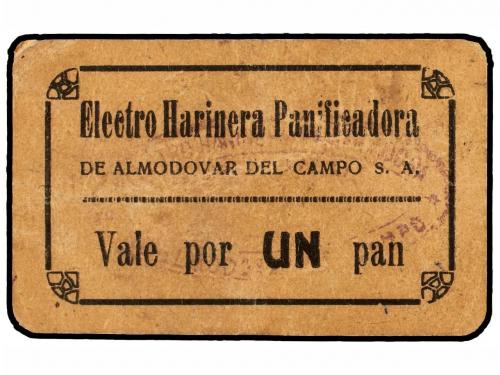 Electro Harinera Panificadora
DE ALMODOVAR DEL CAMPO S. A.
Vale por UN pan